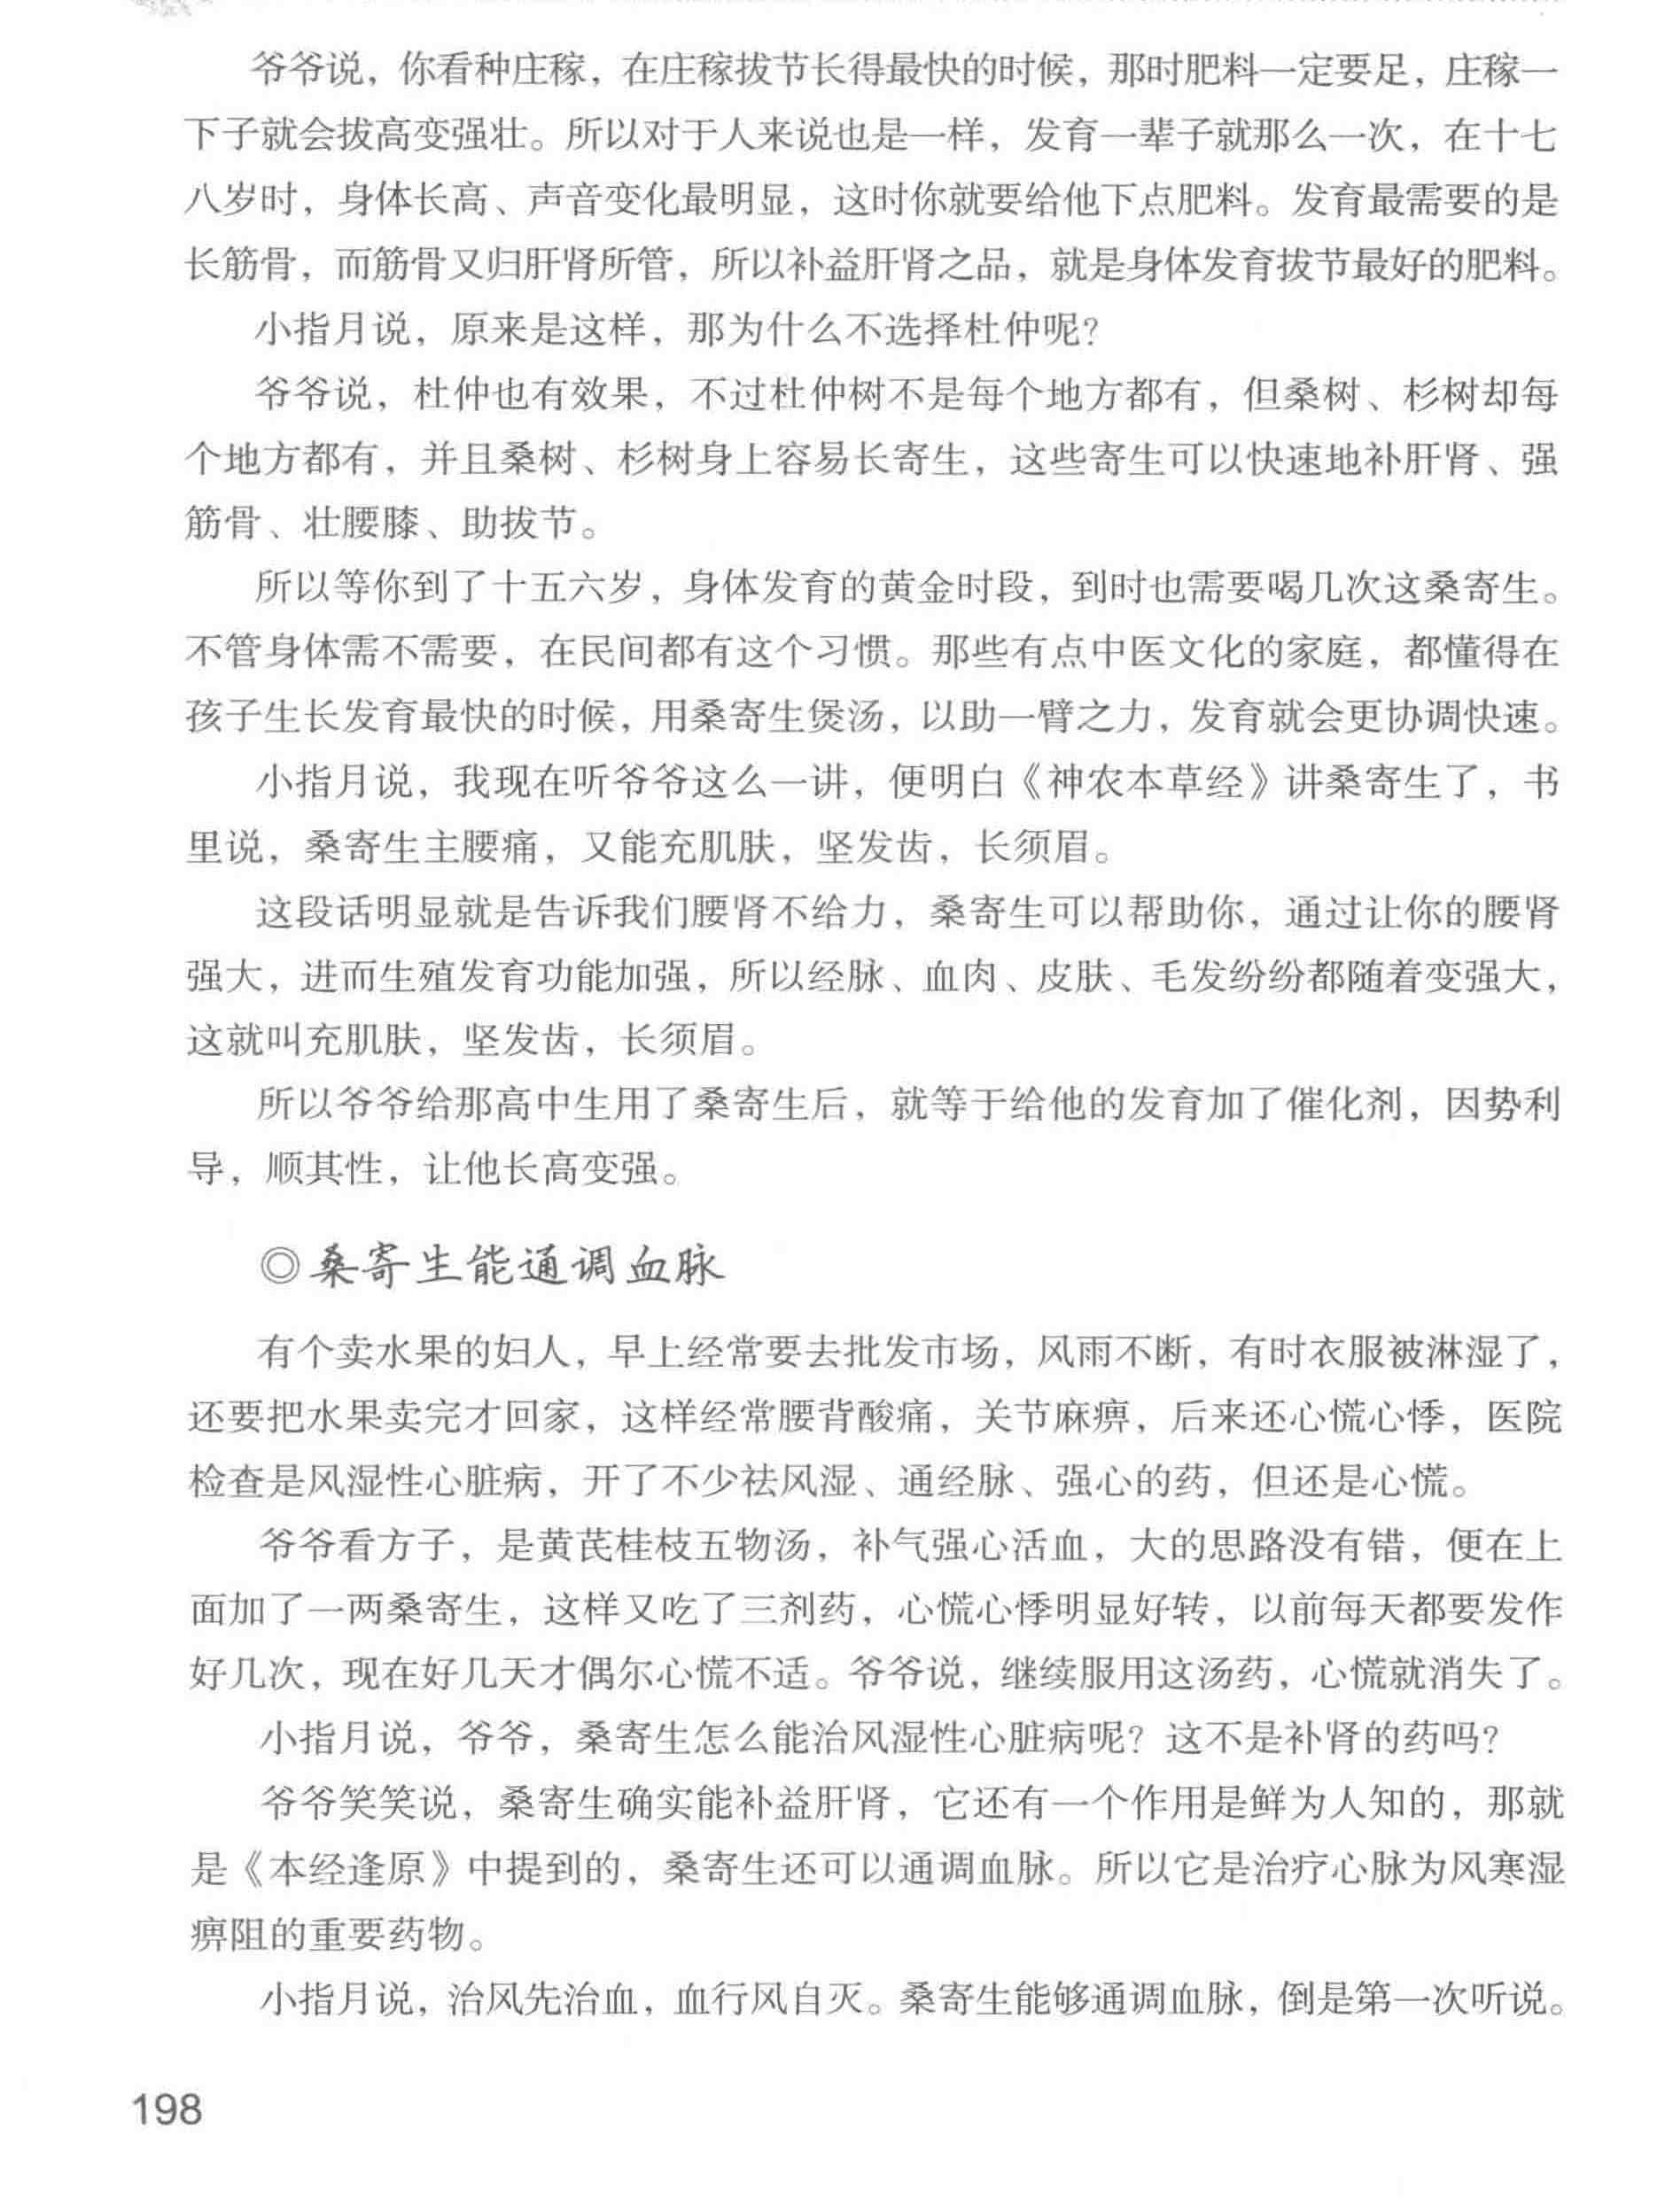 爷爷说，你看种庄稼，在庄稼拔节长得最快的时候，那时肥料一定要足，庄稼一
下子就会拔高变强壮。所以对于人来说也是一样，发育一辈子就那么一次，在十七
八岁时，身体长高、声音变化最明显，这时你就要给他下点肥料。发育最需要的是
长筋骨，而筋骨又归肝肾所管，所以补益肝肾之品，就是身体发育拔节最好的肥料。
小指月说，原来是这样，那为什么不选择杜仲呢？
爷爷说，杜仲也有效果，不过杜仲树不是每个地方都有，但桑树、杉树却每
个地方都有，并且桑树、杉树身上容易长寄生，这些寄生可以快速地补肝肾、强
筋骨、壮腰膝、助拔节。
所以等你到了十五六岁，身体发育的黄金时段，到时也需要喝几次这桑寄生。
不管身体需不需要，在民间都有这个习惯。那些有点中医文化的家庭，都懂得在
孩子生长发育最快的时候，用桑寄生煲汤，以助一臂之力，发育就会更协调快速。
小指月说，我现在听爷爷这么一讲，便明白《神农本草经》讲桑寄生了，书
里说，桑寄生主腰痛，又能充肌肤，坚发齿，长须眉。
这段话明显就是告诉我们腰肾不给力，桑寄生可以帮助你，通过让你的腰肾
强大，进而生殖发育功能加强，所以经脉、血肉、皮肤、毛发纷纷都随着变强大，
这就叫充肌肤，坚发齿，长须眉。
所以爷爷给那高中生用了桑寄生后，就等于给他的发育加了催化剂，因势利
导，顺其性，让他长高变强。
◎桑寄生能通调血脉
有个卖水果的妇人，早上经常要去批发市场，风雨不断，有时衣服被淋湿了，
还要把水果卖完才回家，这样经常腰背酸痛，关节麻痹，后来还心慌心悸，医院
检查是风湿性心脏病，开了不少祛风湿、通经脉、强心的药，但还是心慌。
爷爷看方子，是黄芪桂枝五物汤，补气强心活血，大的思路没有错，便在上
面加了一两桑寄生，这样又吃了三剂药，心慌心悸明显好转，以前每天都要发作
好几次，现在好几天才偶尔心慌不适。爷爷说，继续服用这汤药，心慌就消失了。
小指月说，爷爷，桑寄生怎么能治风湿性心脏病呢？这不是补肾的药吗？
爷爷笑笑说，桑寄生确实能补益肝肾，它还有一个作用是鲜为人知的，那就
是《本经逢原》中提到的，桑寄生还可以通调血脉。所以它是治疗心脉为风寒湿
痹阻的重要药物。
小指月说，治风先治血，血行风自灭。桑寄生能够通调血脉，倒是第一次听说。
198